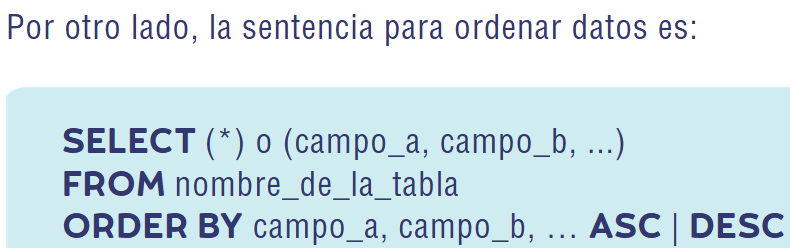 Por otro lado, la sentencia para ordenar datos es:
SELECT (*) o (campo_a, campo_b, ...)
FROM nombre_de_la_tabla
ORDER BY campo_a, campo_b, ... ASC | DESC